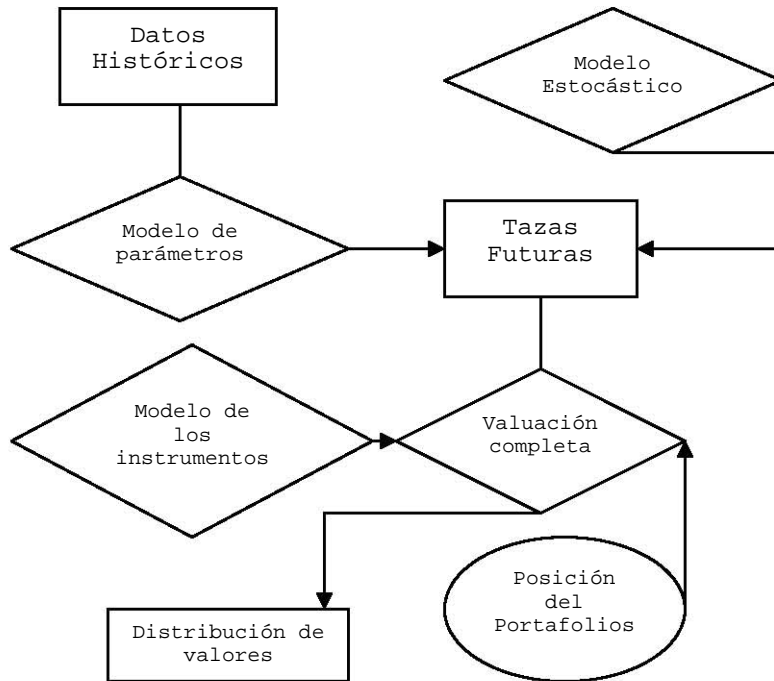 Datos
Históricos
Modelo
Estocástico
Modelo de
parámetros
Tazas
Futuras
Modelo de
los
instrumentos
Valuación
completa
Posición
del
Portafolios
Distribución de
valores